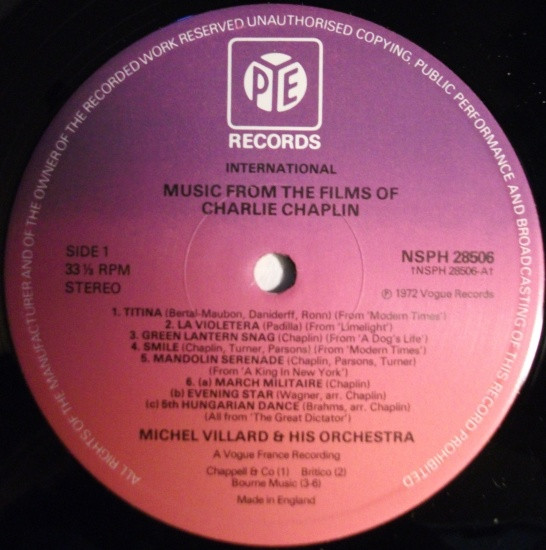 ALL RIGHTS OF THE MANUFACTURER AND OF THE OWNER OF THE RECORDED WORK RESERVED UNAUTHORISED COPYING, PUBLIC PERFORMANCE AND BROADCASTING OF THIS RECORD PROHIBITED
PYE
RECORDS
INTERNATIONAL
MUSIC FROM THE FILMS OF
CHARLIE CHAPLIN
SIDE 1
33 ⅓ RPM
STEREO
NSPH 28506
1NSPH 28506-A1
℗ 1972 Vogue Records
1. TITINA (Bertal-Maubon, Daniderff, Ronn) (From 'Modern Times')
2. LA VIOLETERA (Padilla) (From 'Limelight')
3. GREEN LANTERN SNAG (Chaplin) (From 'A Dog's Life')
4. SMILE (Chaplin, Turner, Parsons) (From 'Modern Times')
5. MANDOLIN SERENADE (Chaplin, Parsons, Turner)
(From 'A King In New York')
6. (a) MARCH MILITAIRE (Chaplin)
(b) EVENING STAR (Wagner, arr. Chaplin)
(c) 5th HUNGARIAN DANCE (Brahms, arr. Chaplin)
(All from 'The Great Dictator')
MICHEL VILLARD & HIS ORCHESTRA
A Vogue France Recording
Chappell & Co (1) Britico (2)
Bourne Music (3-6)
Made in England